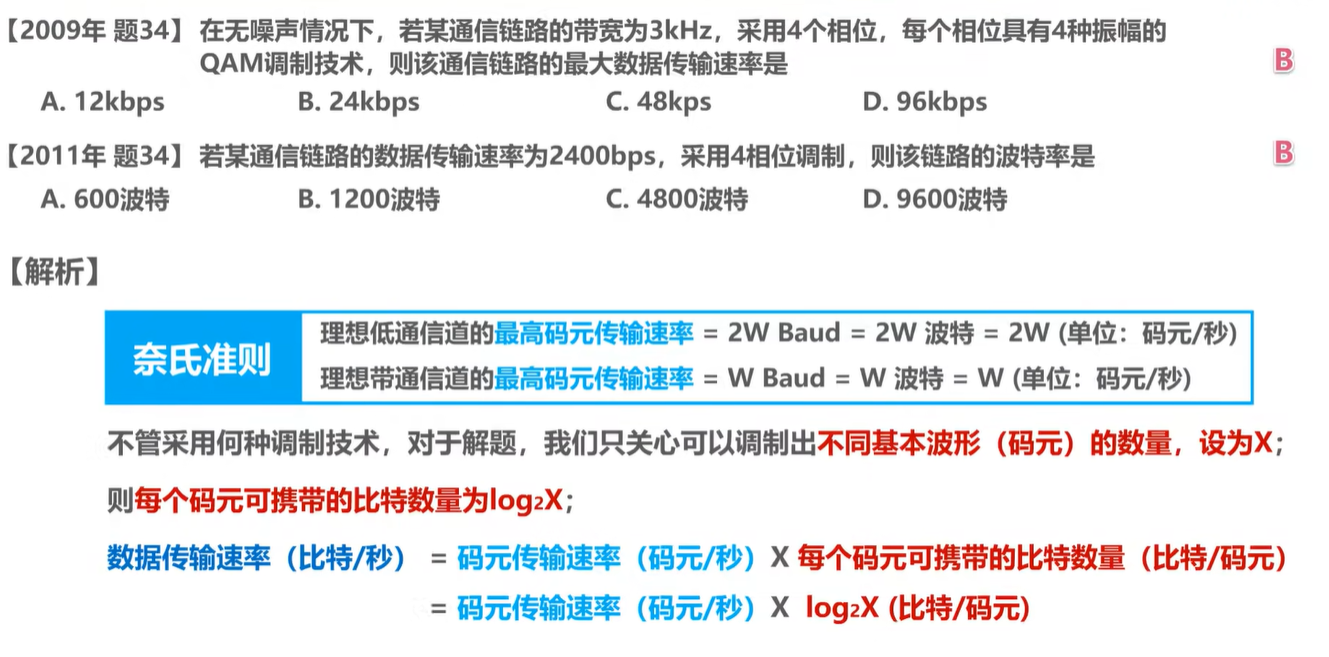 【2009年 题34】在无噪声情况下，若某通信链路的带宽为3kHz，采用4个相位，每个相位具有4种振幅的
QAM调制技术，则该通信链路的最大数据传输速率是 B
A. 12kbps B. 24kbps C. 48kps D. 96kbps
【2011年 题34】若某通信链路的数据传输速率为2400bps，采用4相位调制，则该链路的波特率是 B
A. 600波特 B. 1200波特 C. 4800波特 D. 9600波特
【解析】
奈氏准则
理想低通信道的最高码元传输速率 = 2W Baud = 2W 波特 = 2W (单位：码元/秒)
理想带通信道的最高码元传输速率 = W Baud = W 波特 = W (单位：码元/秒)
不管采用何种调制技术，对于解题，我们只关心可以调制出不同基本波形（码元）的数量，设为X；
则每个码元可携带的比特数量为log₂X；
数据传输速率（比特/秒） = 码元传输速率（码元/秒）X 每个码元可携带的比特数量（比特/码元）
= 码元传输速率（码元/秒）X log₂X (比特/码元)